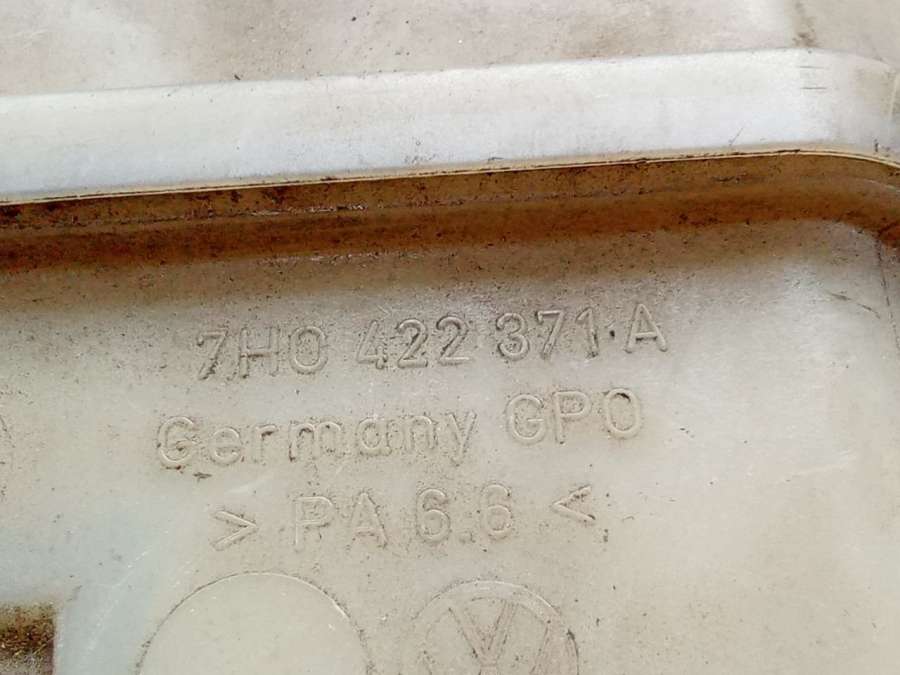 7H0 422 371 A
Germany GPO
> PA 6.6 <